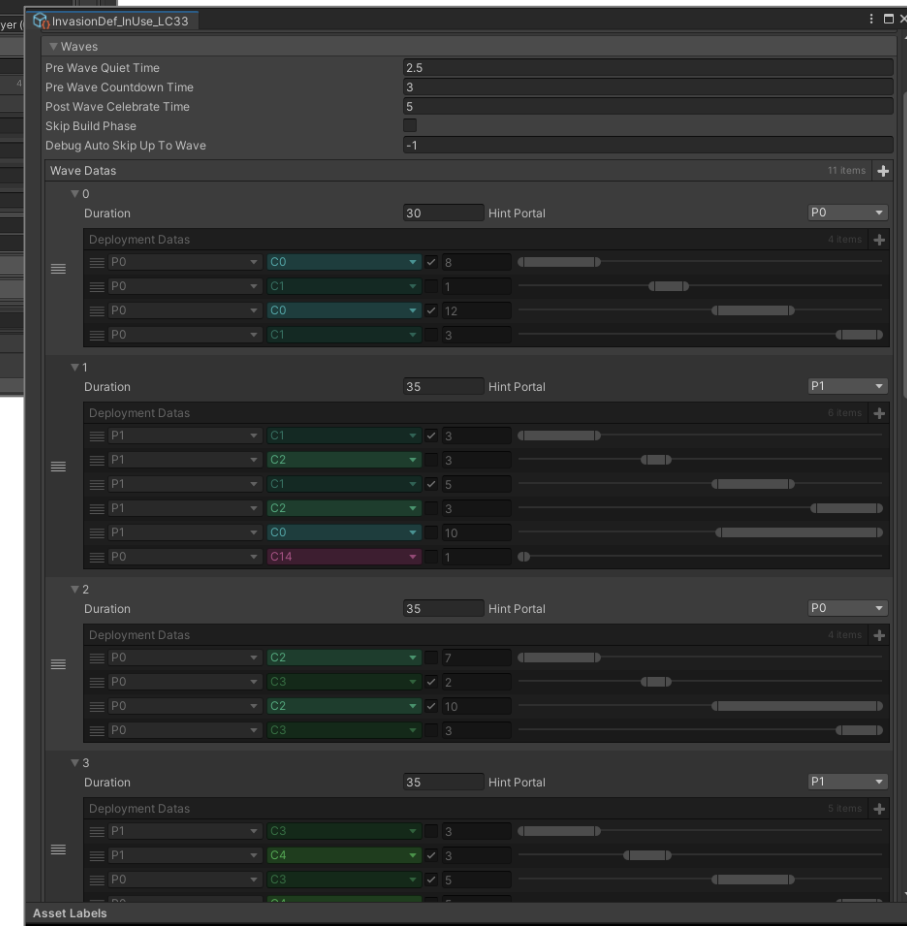 yer (
InvasionDef_InUse_LC33
Waves
Pre Wave Quiet Time 2.5
Pre Wave Countdown Time 3
Post Wave Celebrate Time 5
Skip Build Phase
Debug Auto Skip Up To Wave -1
Wave Datas 11 items
0
Duration 30 Hint Portal P0
Deployment Datas 4 items
P0 C0 8
P0 C1 1
P0 C0 12
P0 C1 3
1
Duration 35 Hint Portal P1
Deployment Datas 6 items
P1 C1 3
P1 C2 3
P1 C1 5
P1 C2 3
P1 C0 10
P0 C14 1
2
Duration 35 Hint Portal P0
Deployment Datas 4 items
P0 C2 7
P0 C3 2
P0 C2 10
P0 C3 3
3
Duration 35 Hint Portal P1
Deployment Datas 5 items
P1 C3 3
P1 C4 3
P0 C3 5
Asset Labels